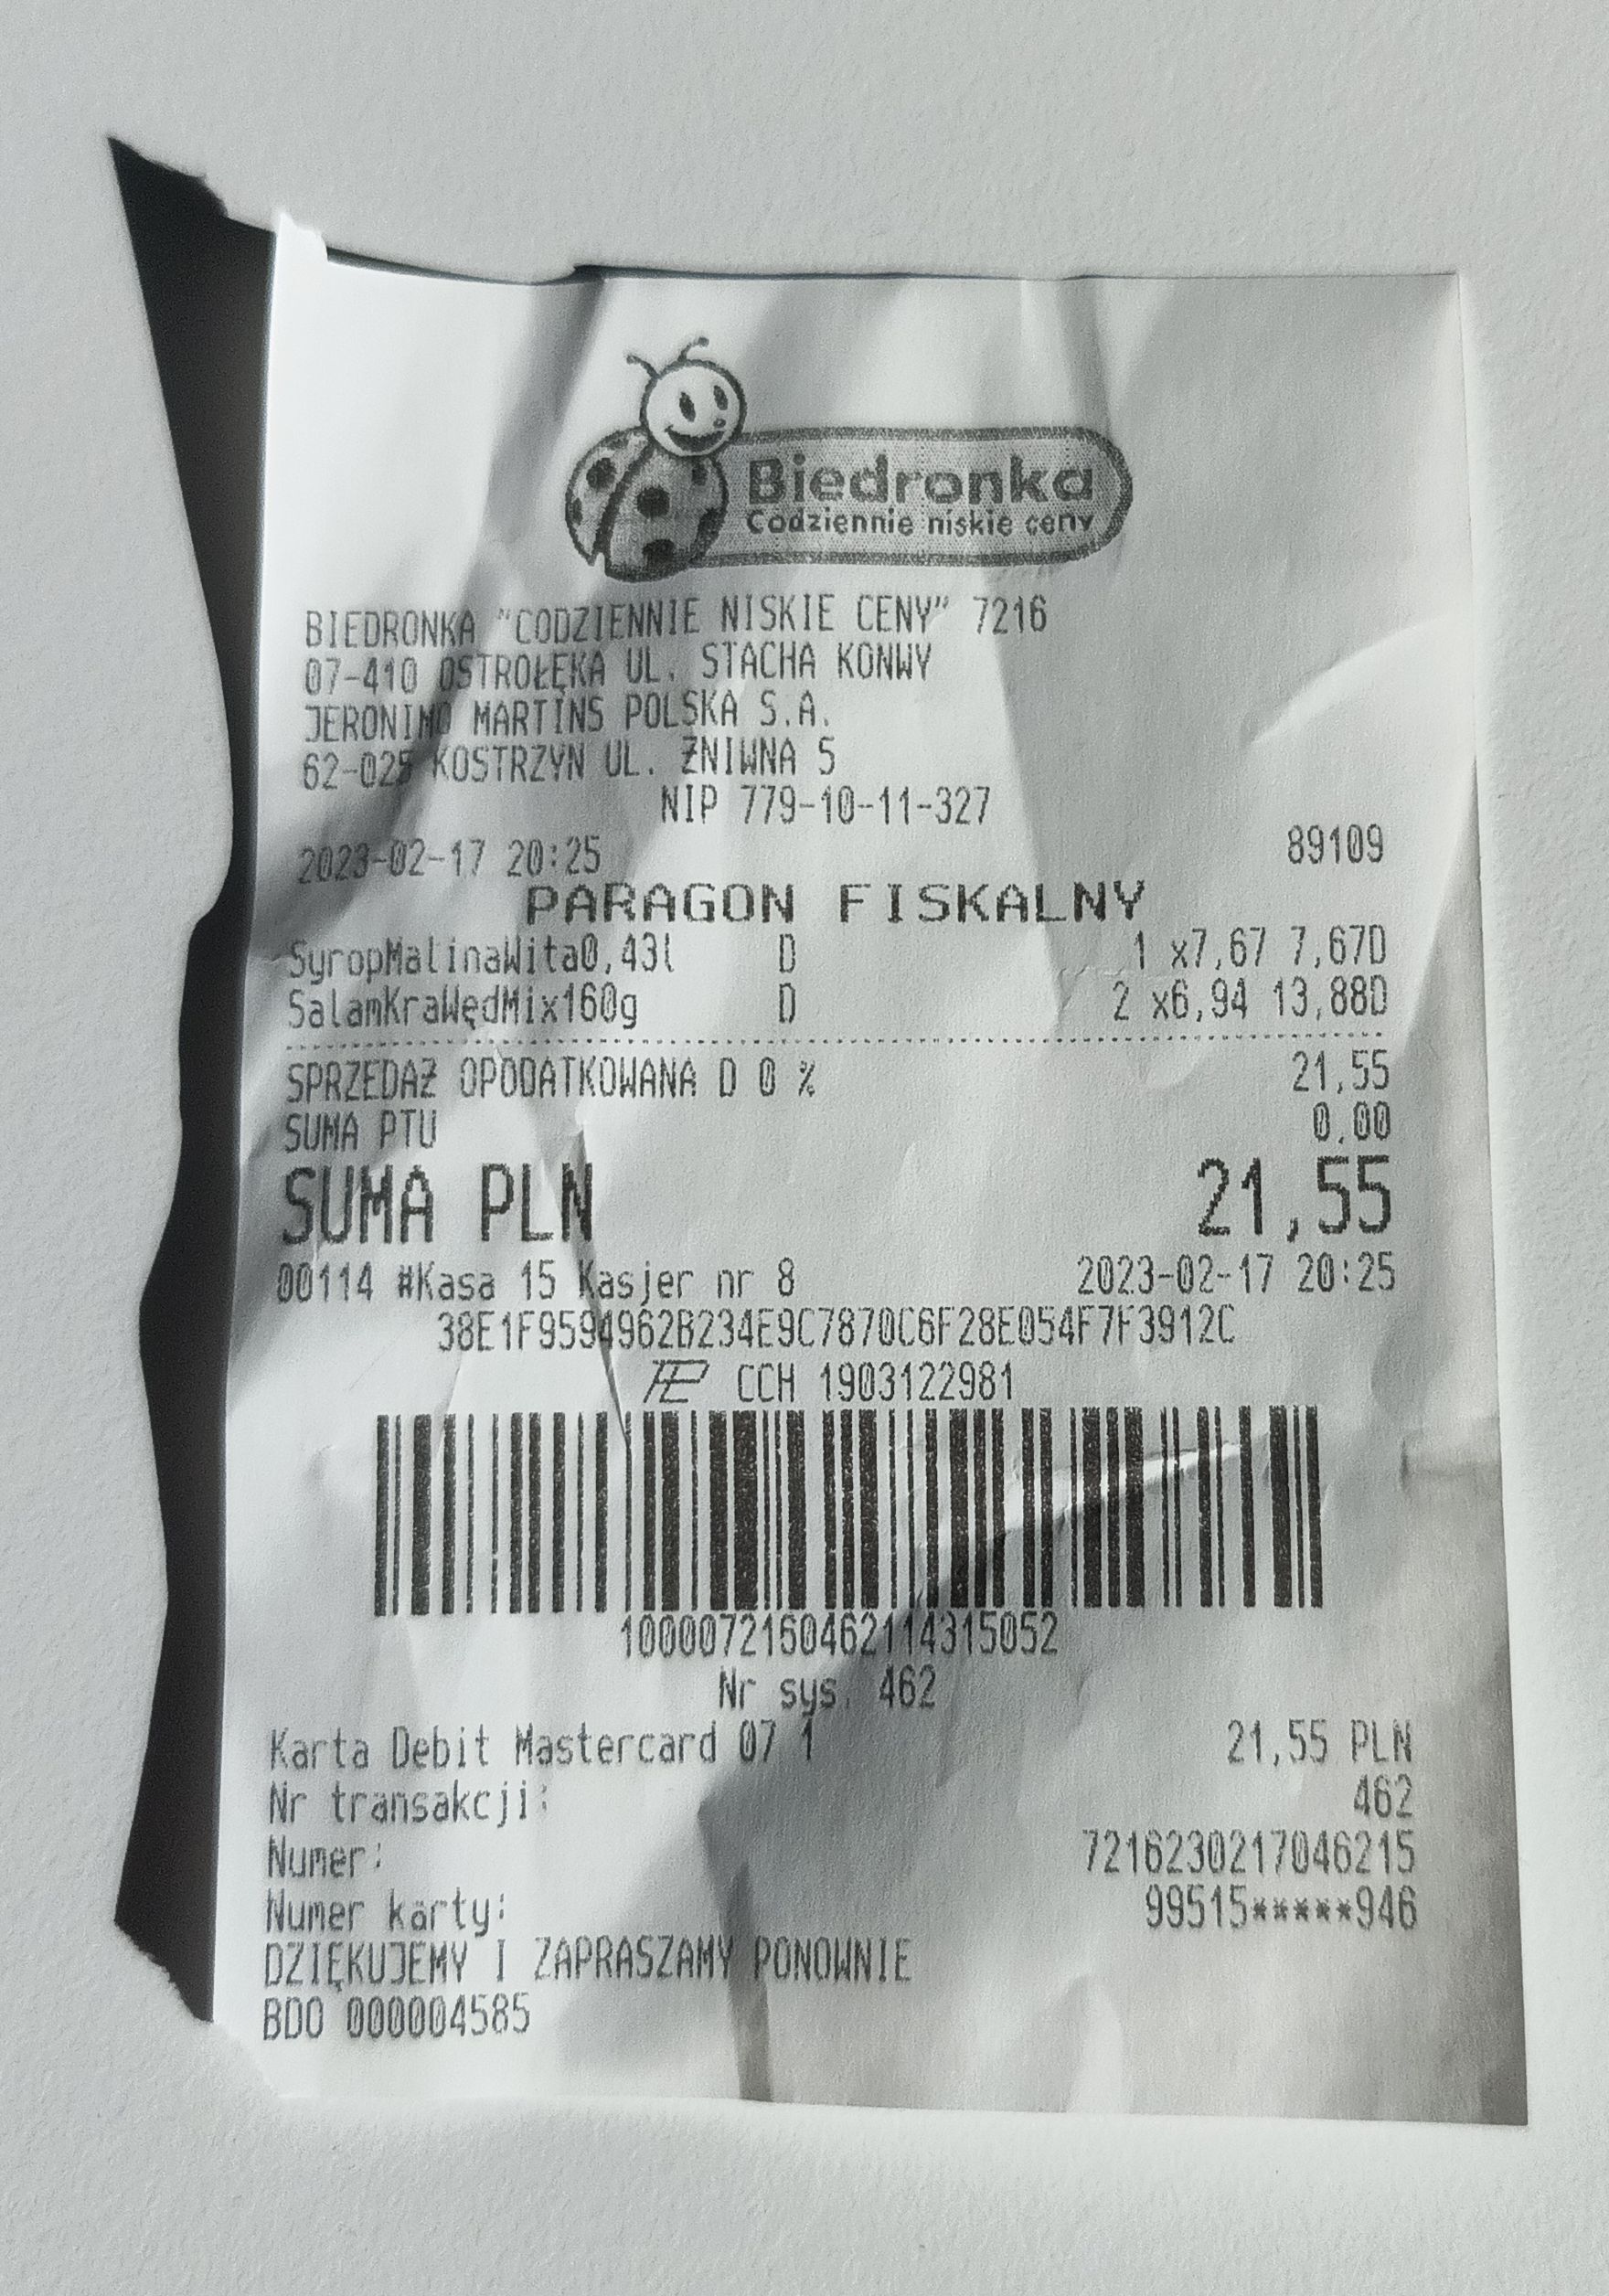 Biedronka
Codziennie niskie ceny
BIEDRONKA "CODZIENNIE NISKIE CENY" 7216
07-410 OSTROŁĘKA UL. STACHA KONWY
JERONIMO MARTINS POLSKA S.A.
62-025 KOSTRZYN UL. ŻNIWNA 5
NIP 779-10-11-327
2023-02-17 20:25 89109
PARAGON FISKALNY
SyropMalinaWita0,43l D 1 x7,67 7,67D
SalamKraWędMix160g D 2 x6,94 13,88D
SPRZEDAŻ OPODATKOWANA D 0 % 21,55
SUMA PTU 0,00
SUMA PLN 21,55
00114 #Kasa 15 Kasjer nr 8 2023-02-17 20:25
38E1F9594962B234E9C7870C6F28E054F7F3912C
CCH 1903122981
1000072160462114315052
Nr sys. 462
Karta Debit Mastercard 07 1 21,55 PLN
Nr transakcji: 462
Numer: 7216230217046215
Numer karty: 99515*****946
DZIĘKUJEMY I ZAPRASZAMY PONOWNIE
BDO 000004585